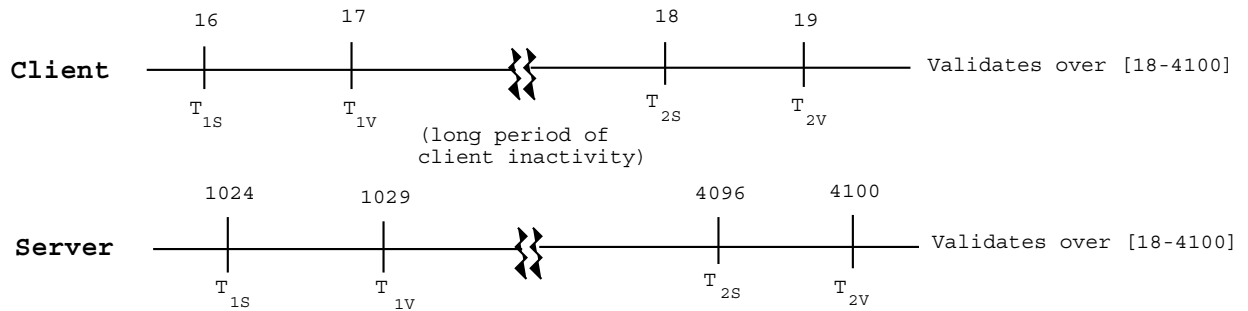 16 17 18 19
Client Validates over [18-4100]
T1S T1V T2S T2V
(long period of
client inactivity)
1024 1029 4096 4100
Server Validates over [18-4100]
T1S T1V T2S T2V